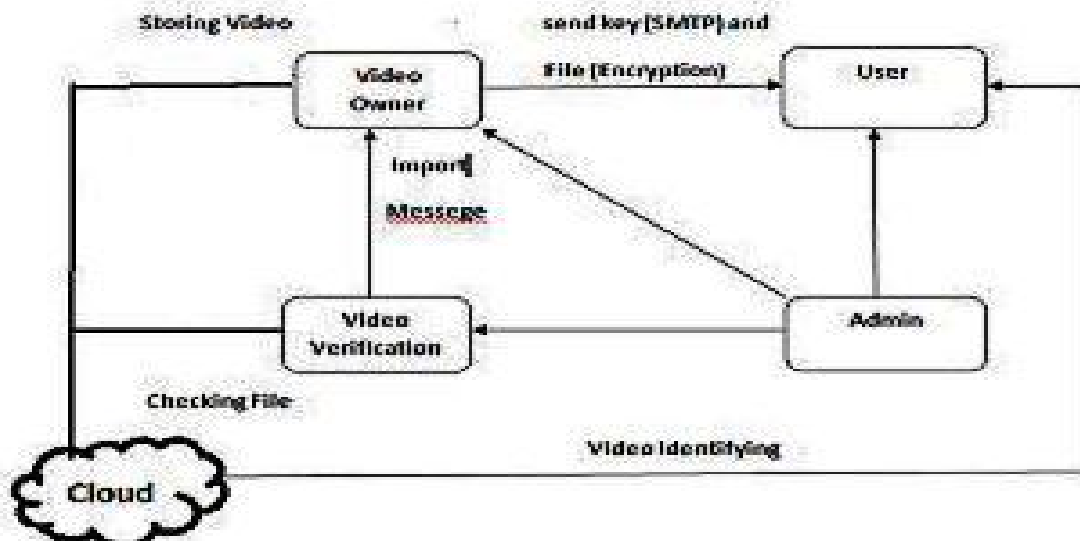 Storing Video
send key (SMTP) and
File (Encryption)
Video
Owner
User
Import
Messege
Video
Verification
Admin
Checking File
Video Identifying
Cloud